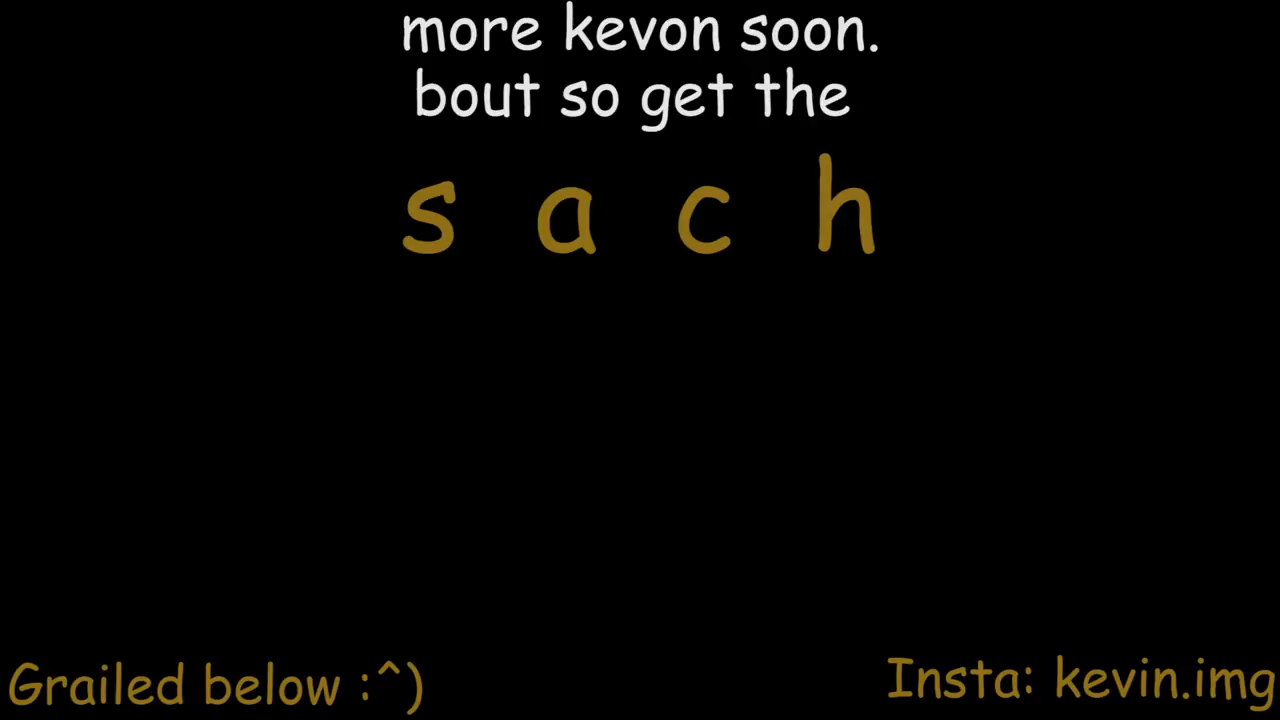 more kevon soon.
bout so get the
s a c h
Grailed below :^)
Insta: kevin.img